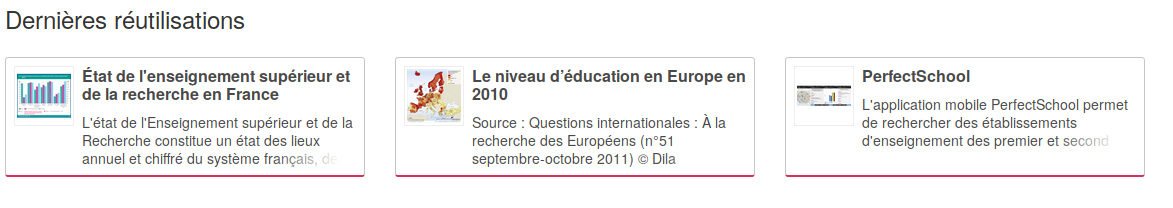 Dernières réutilisations
État de l'enseignement supérieur et
de la recherche en France
L'état de l'Enseignement supérieur et de la
Recherche constitue un état des lieux
annuel et chiffré du système français, de
Le niveau d’éducation en Europe en
2010
Source : Questions internationales : À la
recherche des Européens (n°51
septembre-octobre 2011) © Dila
PerfectSchool
L'application mobile PerfectSchool permet
de rechercher des établissements
d'enseignement des premier et second